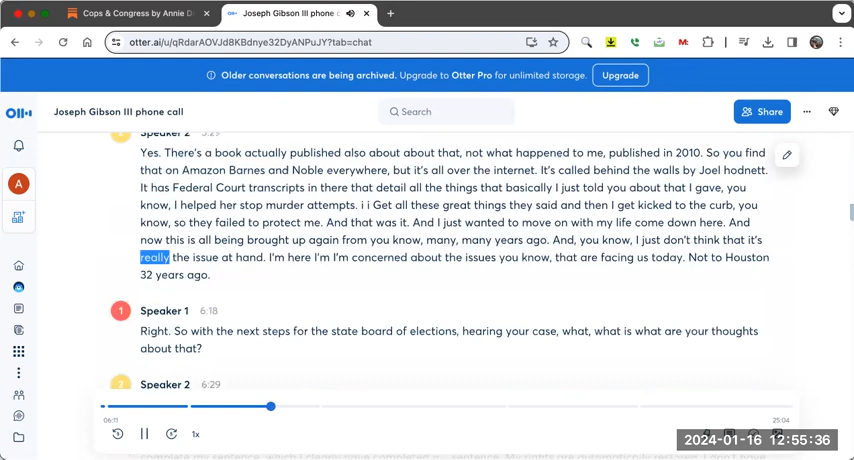 Cops & Congress by Annie D
Joseph Gibson III phone c
otter.ai/u/qRdarAOVJd8KBdnye32DyANPuJY?tab=chat
Older conversations are being archived. Upgrade to Otter Pro for unlimited storage.
Upgrade
Joseph Gibson III phone call
Search
Share
A
Speaker 2 5:29
Yes. There's a book actually published also about about that, not what happened to me, published in 2010. So you find
that on Amazon Barnes and Noble everywhere, but it's all over the internet. It's called behind the walls by Joel hodnett.
It has Federal Court transcripts in there that detail all the things that basically I just told you about that I gave, you
know, I helped her stop murder attempts. i i Get all these great things they said and then I get kicked to the curb, you
know, so they failed to protect me. And that was it. And I just wanted to move on with my life come down here. And
now this is all being brought up again from you know, many, many years ago. And, you know, I just don't think that it's
really the issue at hand. I'm here I'm I'm concerned about the issues you know, that are facing us today. Not to Houston
32 years ago.
1
Speaker 1 6:18
Right. So with the next steps for the state board of elections, hearing your case, what, what is what are your thoughts
about that?
2
Speaker 2 6:29
06:11
25:04
1x
2024-01-16 12:55:36